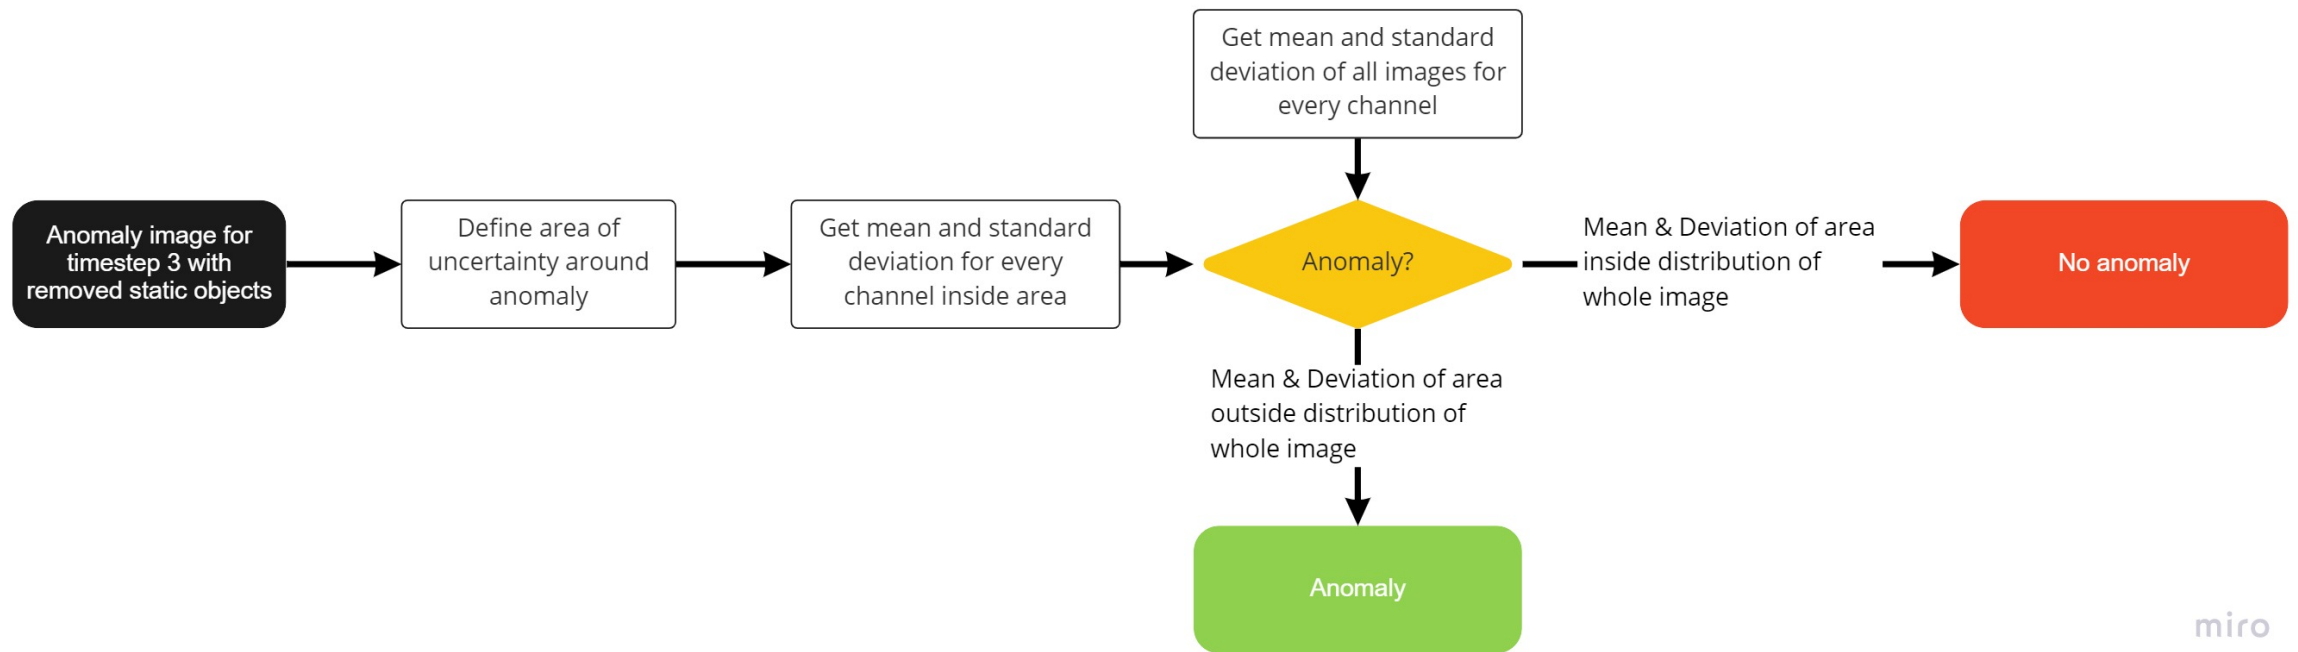 Get mean and standard
deviation of all images for
every channel
Anomaly image for
timestep 3 with
removed static objects
Define area of
uncertainty around
anomaly
Get mean and standard
deviation for every
channel inside area
Anomaly?
Mean & Deviation of area
inside distribution of
whole image
No anomaly
Mean & Deviation of area
outside distribution of
whole image
Anomaly
miro